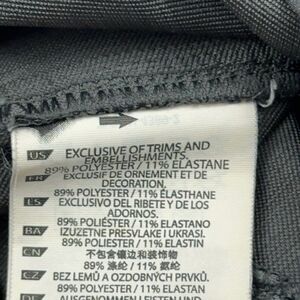 US EXCLUSIVE OF TRIMS AND
EMBELLISHMENTS.
89% POLYESTER / 11% ELASTANE
FR EXCLUSIF DE ORNEMENT ET DE
DECORATION.
89% POLYESTER / 11% ÉLASTHANE
ES EXCLUSIVO DEL RIBETE Y DE LOS
ADORNOS.
89% POLIÉSTER / 11% ELASTANO
BA IZUZETINE PRESVLAKE I UKRASI.
89% POLIESTER / 11% ELASTIN
CN 不包含镶边和装饰物
89% 涤纶 / 11% 氨纶
CZ BEZ LEMŮ A OZDOBNÝCH PRVKŮ.
89% POLYESTER / 11% ELASTAN
DE AUSGENOMMEN LEISTEN UND